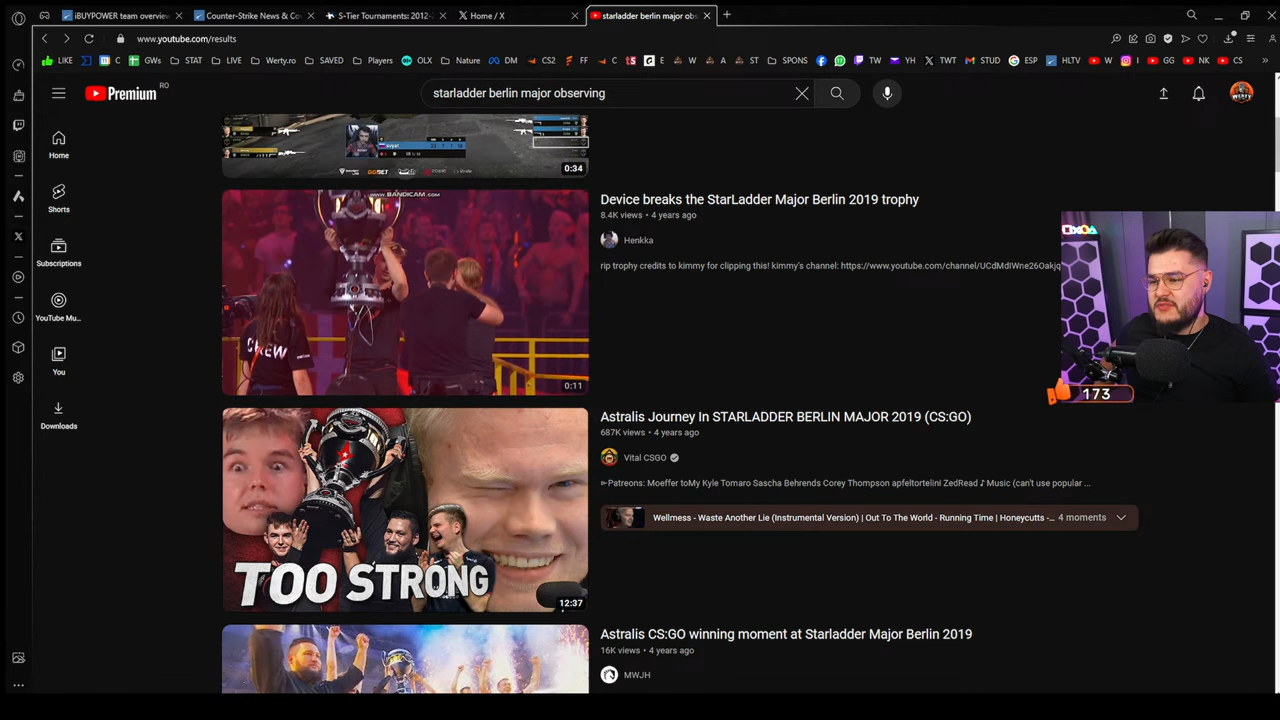 iBUYPOWER team overview
Counter-Strike News & Co
S-Tier Tournaments: 2012-
Home / X
starladder berlin major obs
www.youtube.com/results
LIKE
C
GWs
STAT
LIVE
Werty.ro
SAVED
Players
OLX
Nature
DM
CS2
FF
C
G
E
W
A
ST
SPONS
TW
YH
TWT
STUD
ESP
HLTV
W
I
GG
NK
CS
Premium RO
starladder berlin major observing
Home
Shorts
Subscriptions
YouTube Mu...
You
Downloads
GGBET
0:34
WWW.BANDICAM.COM
CREW
0:11
Device breaks the StarLadder Major Berlin 2019 trophy
8.4K views • 4 years ago
Henkka
rip trophy credits to kimmy for clipping this! kimmy's channel: https://www.youtube.com/channel/UCdMdIWne26Oakjq
173
TOO STRONG
12:37
Astralis Journey In STARLADDER BERLIN MAJOR 2019 (CS:GO)
687K views • 4 years ago
Vital CSGO
Patreons: Moeffer toMy Kyle Tomaro Sascha Behrends Corey Thompson apfeltortelini ZedRead ♪ Music (can't use popular ...
Wellmess - Waste Another Lie (Instrumental Version) | Out To The World - Running Time | Honeycutts -...
4 moments
Astralis CS:GO winning moment at Starladder Major Berlin 2019
16K views • 4 years ago
MWJH